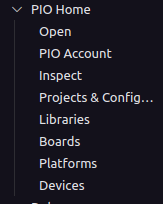 PIO Home
Open
PIO Account
Inspect
Projects & Config...
Libraries
Boards
Platforms
Devices